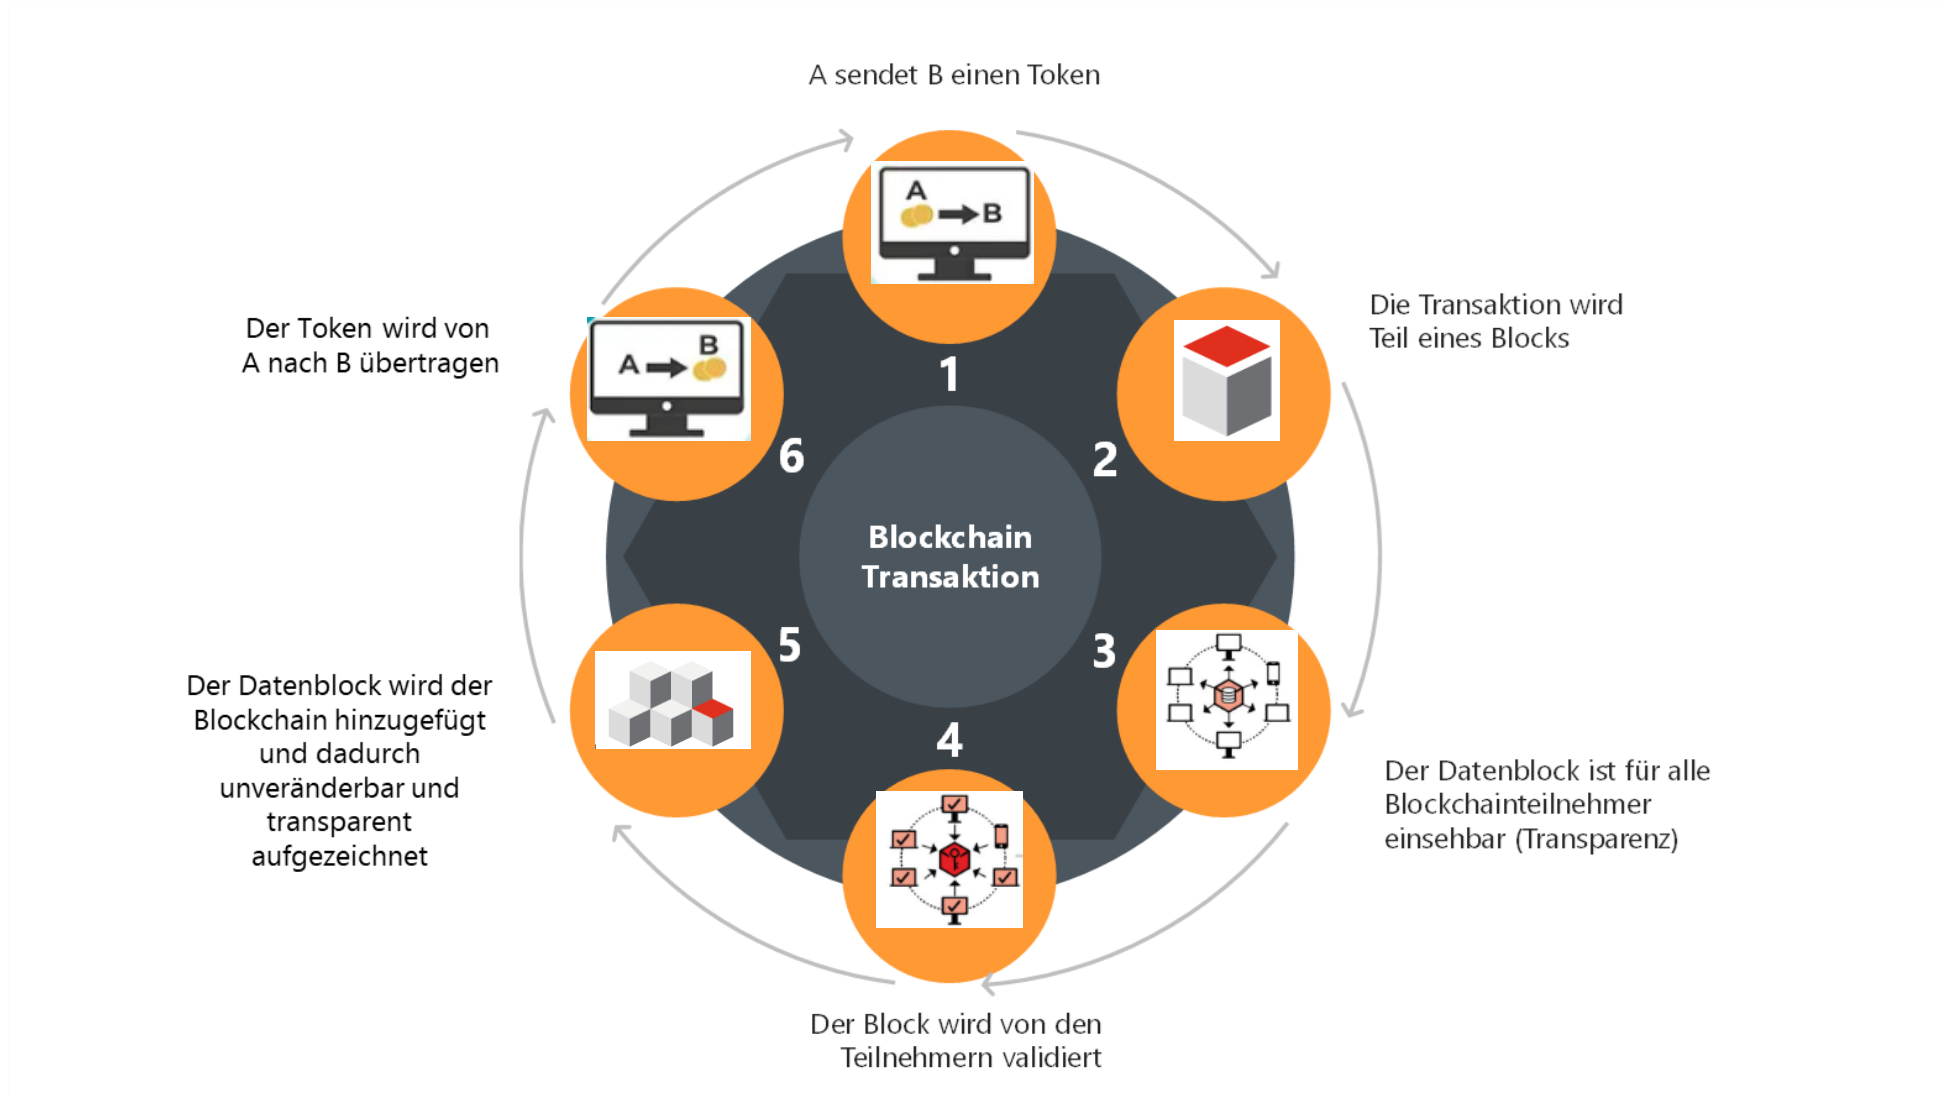 A sendet B einen Token
A
B
1
Die Transaktion wird
Teil eines Blocks
2
Der Datenblock ist für alle
Blockchainteilnehmer
einsehbar (Transparenz)
3
Der Block wird von den
Teilnehmern validiert
4
Der Datenblock wird der
Blockchain hinzugefügt
und dadurch
unveränderbar und
transparent
aufgezeichnet
5
Der Token wird von
A nach B übertragen
A
B
6
Blockchain
Transaktion